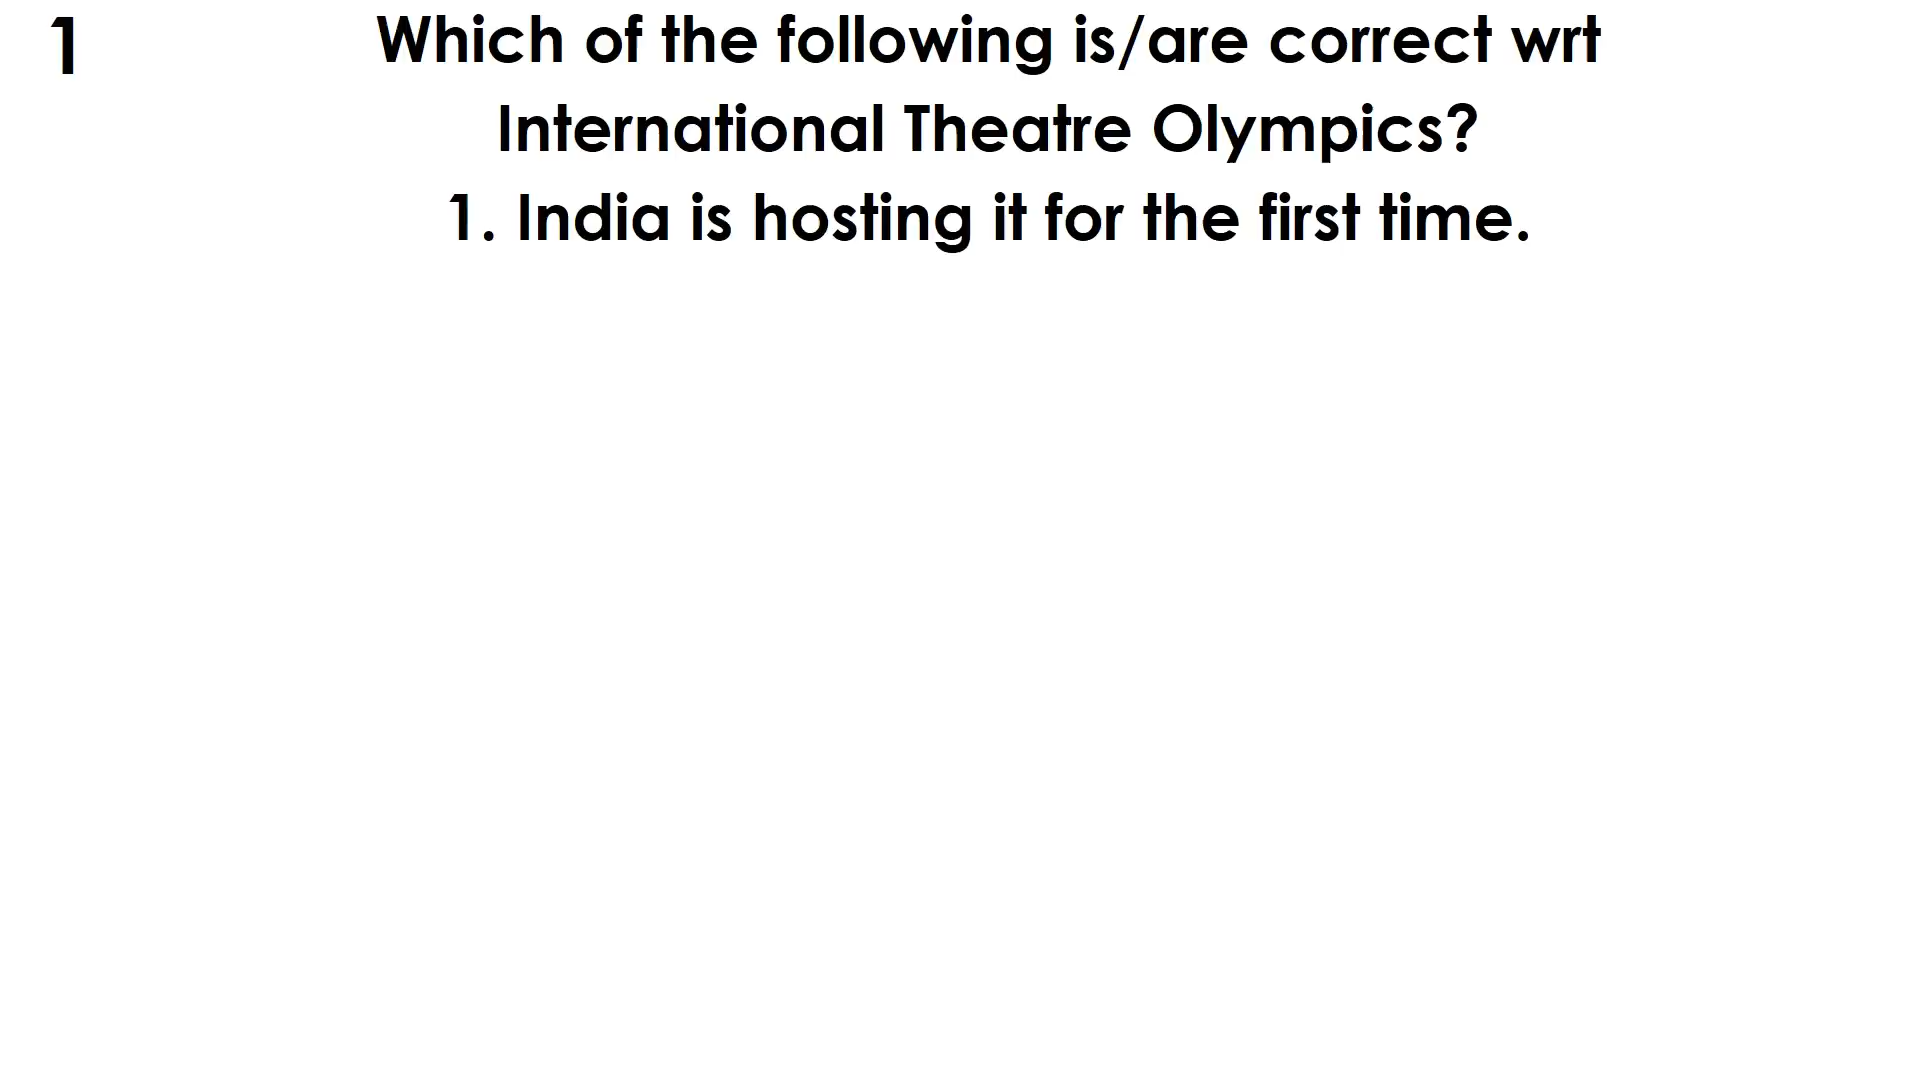 1
Which of the following is/are correct wrt
International Theatre Olympics?
1. India is hosting it for the first time.